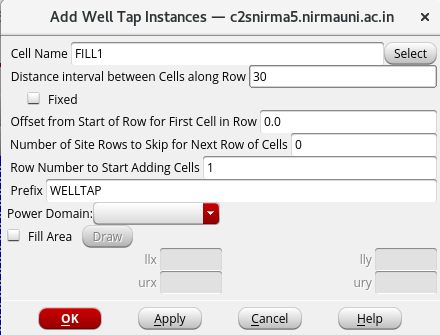 Add Well Tap Instances — c2snirma5.nirmauni.ac.in ×
Cell Name FILL1 Select
Distance interval between Cells along Row 30
Fixed
Offset from Start of Row for First Cell in Row 0.0
Number of Site Rows to Skip for Next Row of Cells 0
Row Number to Start Adding Cells 1
Prefix WELLTAP
Power Domain:
Fill Area Draw
llx lly
urx ury
OK Apply Cancel Help